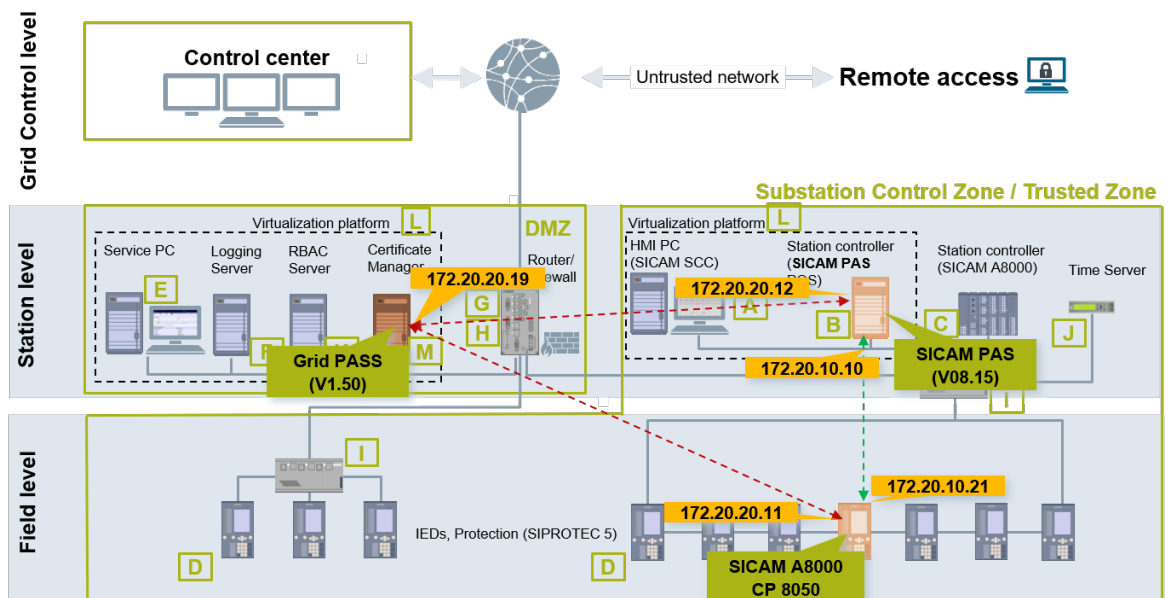 Grid Control level
Control center
Untrusted network
Remote access
Substation Control Zone / Trusted Zone
Station level
Virtualization platform
L
DMZ
Service PC
Logging
Server
RBAC
Server
Certificate
Manager
Router/
E
G
H
M
172.20.20.19
Grid PASS
(V1.50)
Virtualization platform
L
HMI PC
(SICAM SCC)
Station controller
(SICAM PAS
Station controller
(SICAM A8000)
Time Server
172.20.20.12
A
B
C
J
172.20.10.10
SICAM PAS
(V08.15)
I
Field level
I
D
IEDs, Protection (SIPROTEC 5)
D
172.20.20.11
172.20.10.21
SICAM A8000
CP 8050